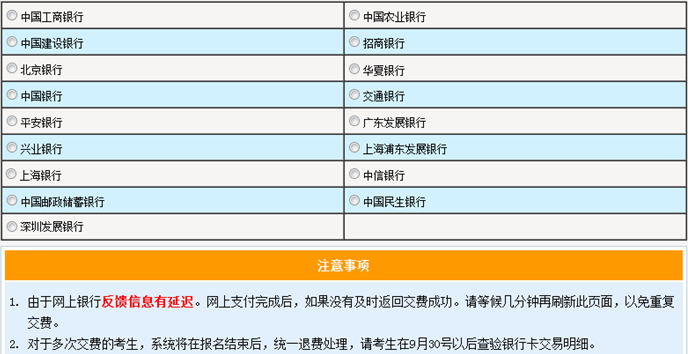 中国工商银行 中国农业银行
中国建设银行 招商银行
北京银行 华夏银行
中国银行 交通银行
平安银行 广东发展银行
兴业银行 上海浦东发展银行
上海银行 中信银行
中国邮政储蓄银行 中国民生银行
深圳发展银行
注意事项
1. 由于网上银行反馈信息有延迟。网上支付完成后，如果没有及时返回交费成功。请等候几分钟再刷新此页面，以免重复
交费。
2. 对于多次交费的考生，系统将在报名结束后，统一退费处理，请考生在9月30号以后查验银行卡交易明细。